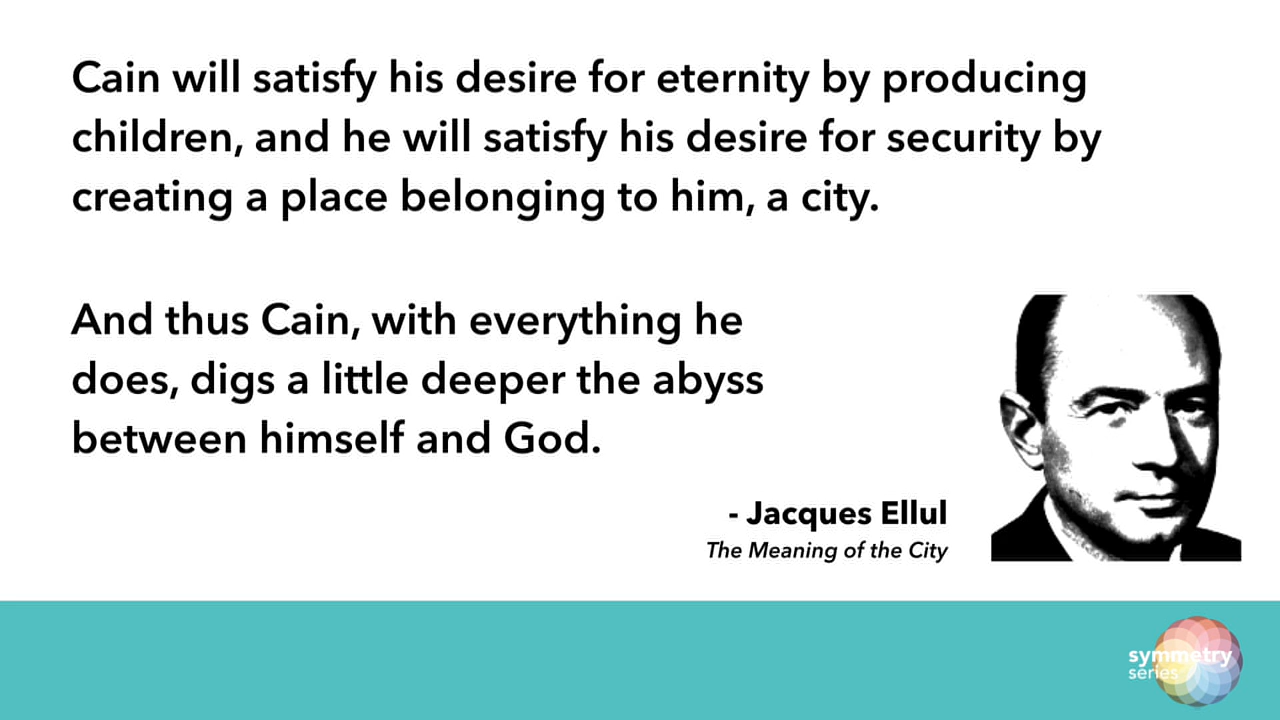 Cain will satisfy his desire for eternity by producing
children, and he will satisfy his desire for security by
creating a place belonging to him, a city.
And thus Cain, with everything he
does, digs a little deeper the abyss
between himself and God.
- Jacques Ellul
The Meaning of the City
symmetry
series